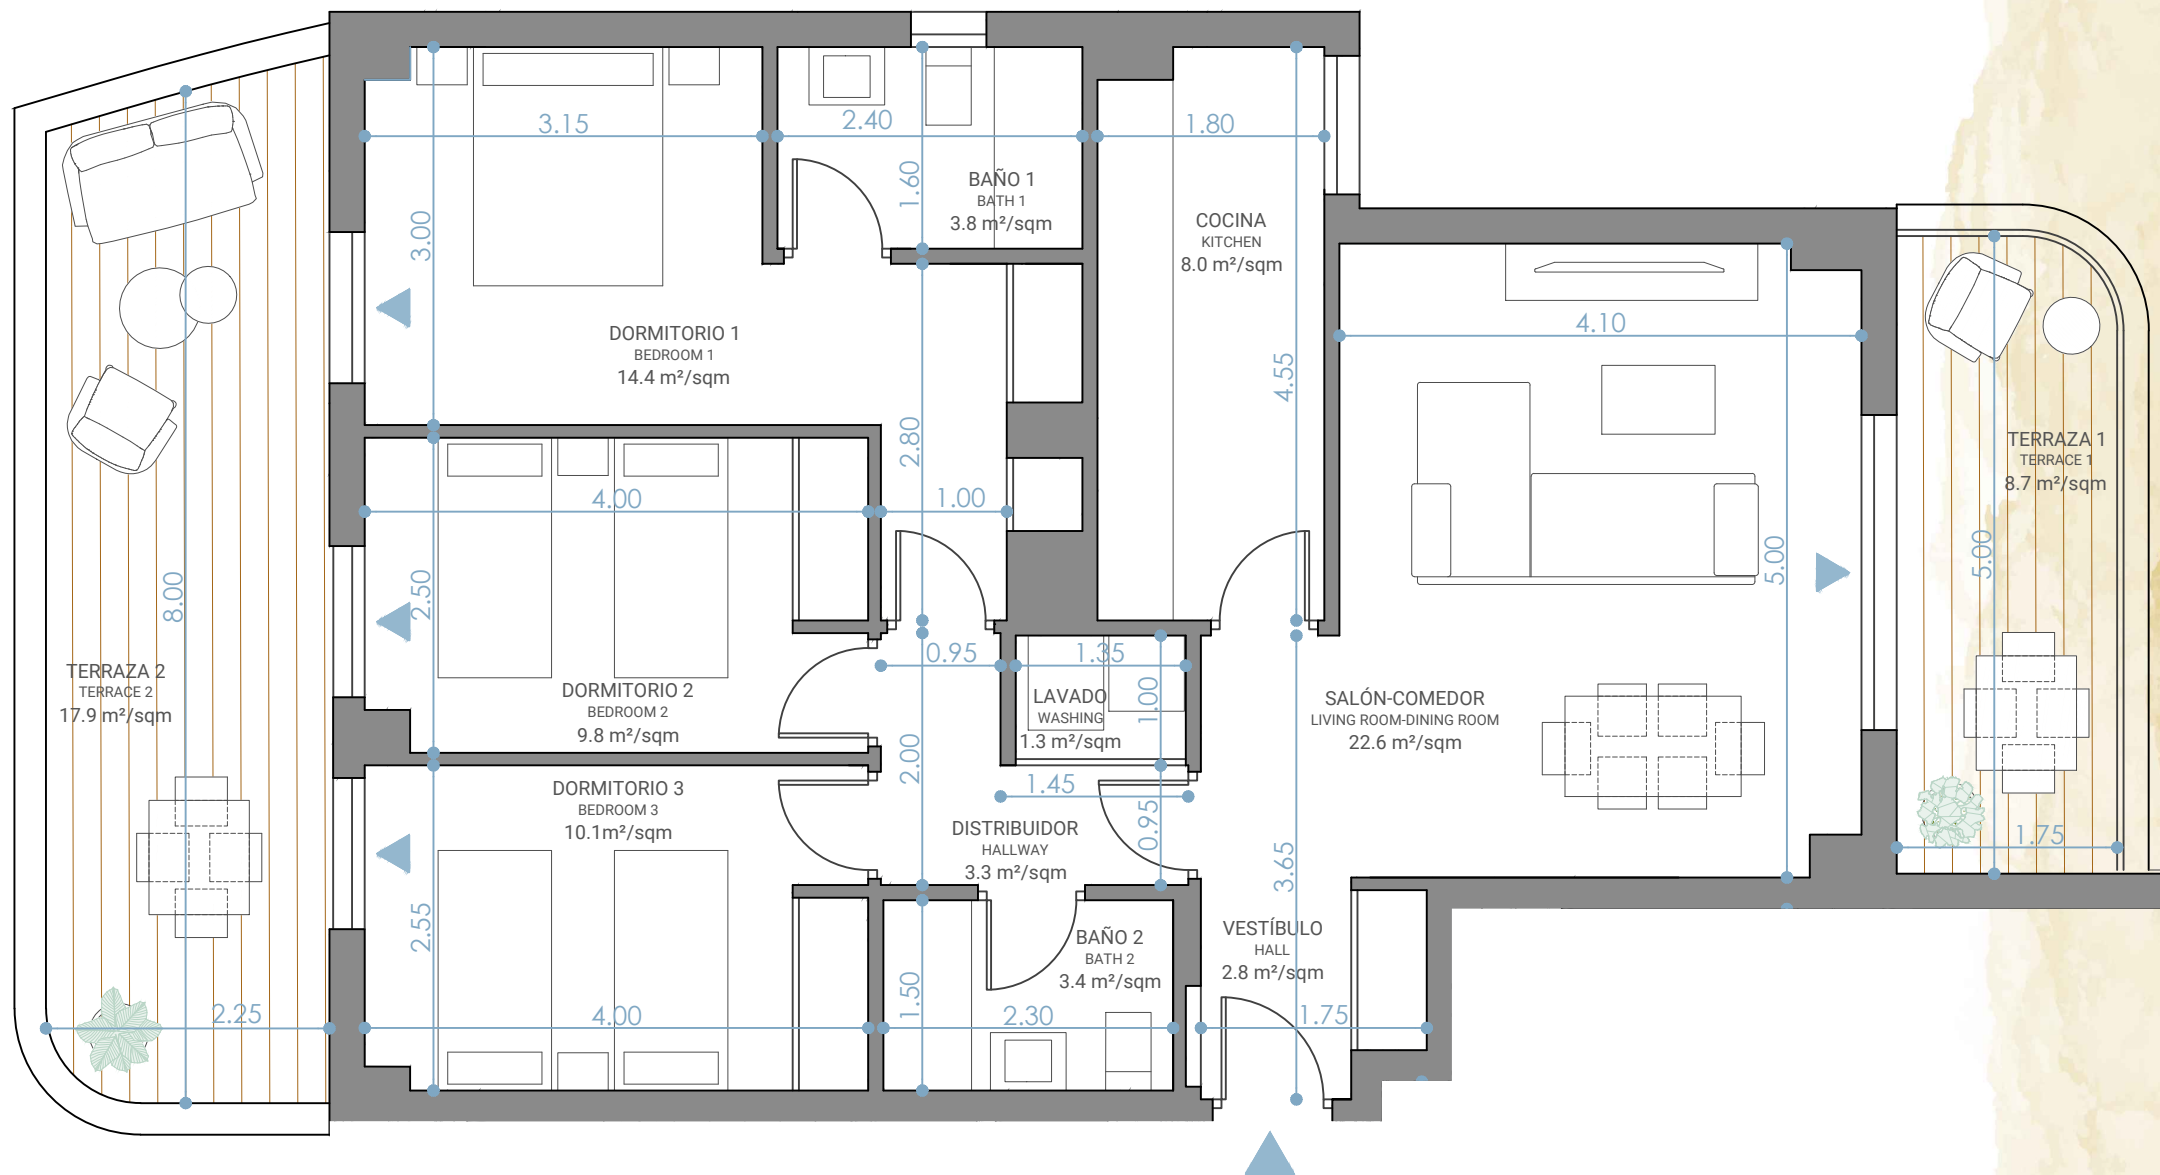 3.15
2.40
1.80
1.60
BAÑO 1
BATH 1
3.8 m²/sqm
COCINA
KITCHEN
8.0 m²/sqm
3.00
DORMITORIO 1
BEDROOM 1
14.4 m²/sqm
4.10
4.55
2.80
TERRAZA 1
TERRACE 1
8.7 m²/sqm
4.00
1.00
5.00
5.00
2.50
8.00
TERRAZA 2
TERRACE 2
17.9 m²/sqm
0.95
1.35
DORMITORIO 2
BEDROOM 2
9.8 m²/sqm
LAVADO
WASHING
1.3 m²/sqm
1.00
SALÓN-COMEDOR
LIVING ROOM-DINING ROOM
22.6 m²/sqm
2.00
1.45
DORMITORIO 3
BEDROOM 3
10.1m²/sqm
DISTRIBUIDOR
HALLWAY
3.3 m²/sqm
0.95
3.65
1.75
2.55
BAÑO 2
BATH 2
3.4 m²/sqm
VESTÍBULO
HALL
2.8 m²/sqm
1.50
2.25
4.00
2.30
1.75